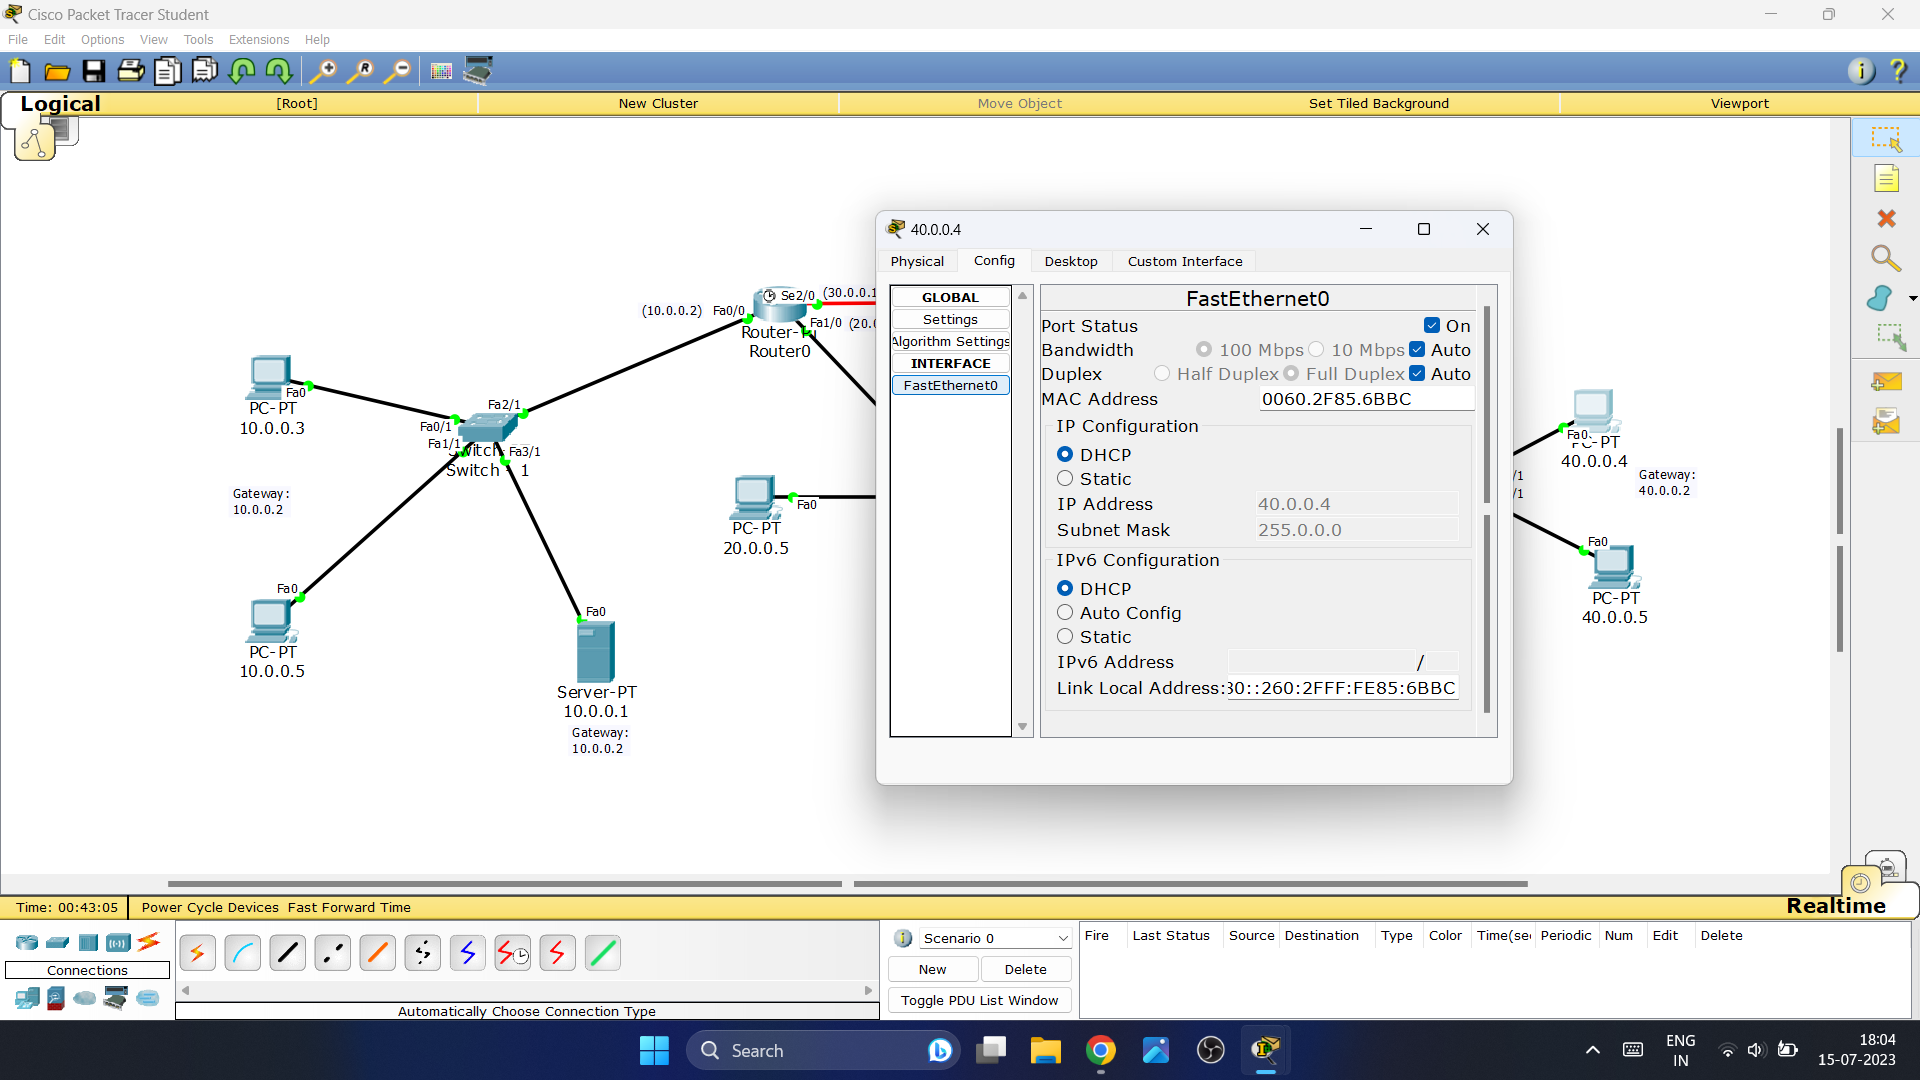 Cisco Packet Tracer Student
File Edit Options View Tools Extensions Help
Logical [Root] New Cluster Move Object Set Tiled Background Viewport
40.0.0.4
Physical Config Desktop Custom Interface
GLOBAL
Settings
Algorithm Settings
INTERFACE
FastEthernet0
FastEthernet0
Port Status On
Bandwidth 100 Mbps 10 Mbps Auto
Duplex Half Duplex Full Duplex Auto
MAC Address 0060.2F85.6BBC
IP Configuration
DHCP
Static
IP Address 40.0.0.4
Subnet Mask 255.0.0.0
IPv6 Configuration
DHCP
Auto Config
Static
IPv6 Address /
Link Local Address: 30::260:2FFF:FE85:6BBC
(10.0.0.2) Fa0/0
Se2/0 (30.0.0.1
Fa1/0 (20.0
Router0
Fa0
PC-PT
10.0.0.3
Fa2/1
Fa0/1
Fa1/1
Fa3/1
Switch - 1
Gateway:
10.0.0.2
Fa0
PC-PT
20.0.0.5
Fa0
PC-PT
10.0.0.5
Fa0
Server-PT
10.0.0.1
Gateway:
10.0.0.2
Fa0
PC-PT
40.0.0.4
Gateway:
40.0.0.2
/1
/1
Fa0
PC-PT
40.0.0.5
Time: 00:43:05 Power Cycle Devices Fast Forward Time
Realtime
Connections
Automatically Choose Connection Type
Scenario 0
New Delete
Toggle PDU List Window
Fire Last Status Source Destination Type Color Time(sec Periodic Num Edit Delete
Search
ENG
IN
18:04
15-07-2023